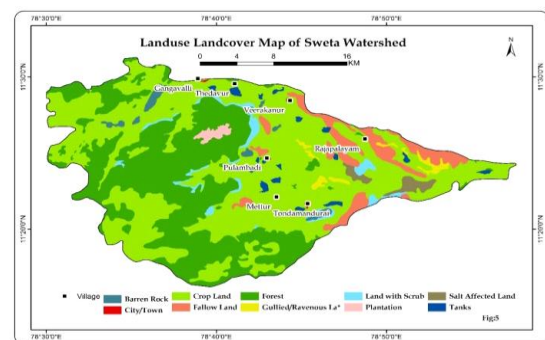 78°30'0"E 78°40'0"E 78°50'0"E
Landuse Landcover Map of Sweta Watershed
N
0 4 8 16
KM
11°30'0"N 11°30'0"N
Gangavalli
Thedavur
Veerakanur
Rajapalayam
Pulambadi
Mettur
Tondamandurai
11°20'0"N 11°20'0"N
Village
Barren Rock Crop Land Forest Land with Scrub Salt Affected Land
City/Town Fallow Land Gullied/Ravenous La* Plantation Tanks
Fig:5
78°30'0"E 78°40'0"E 78°50'0"E